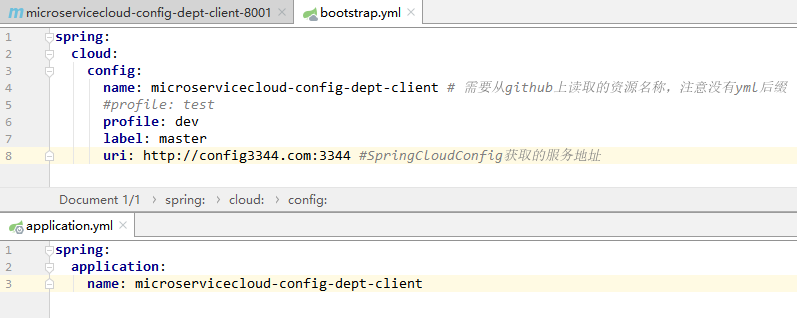 microservicecloud-config-dept-client-8001 bootstrap.yml
1 spring:
2 cloud:
3 config:
4 name: microservicecloud-config-dept-client # 需要从github上读取的资源名称，注意没有yml后缀
5 #profile: test
6 profile: dev
7 label: master
8 uri: http://config3344.com:3344 #SpringCloudConfig获取的服务地址
Document 1/1 › spring: › cloud: › config:
application.yml
1 spring:
2 application:
3 name: microservicecloud-config-dept-client